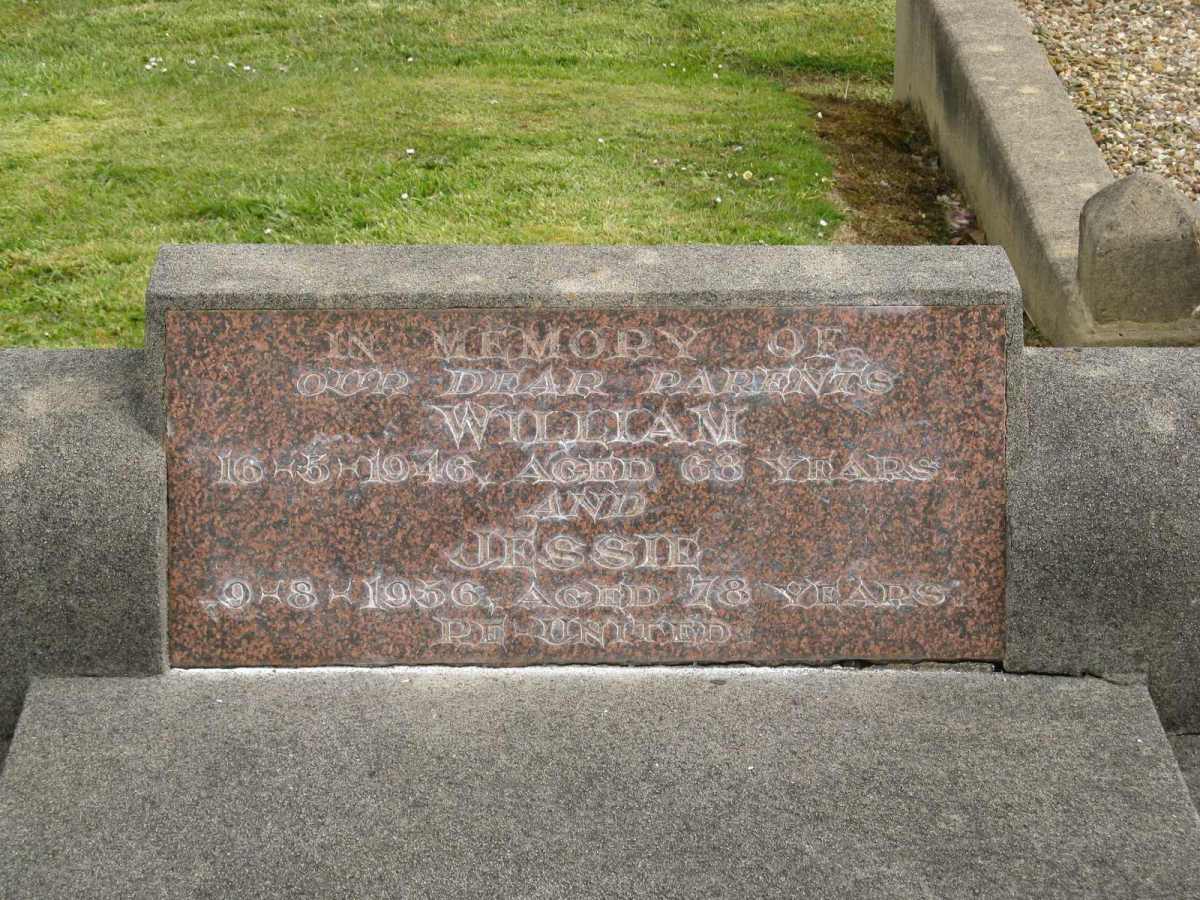 IN MEMORY OF
OUR DEAR PARENTS
WILLIAM
16-5-1946, AGED 68 YEARS
AND
JESSIE
9-8-1956, AGED 78 YEARS
RE-UNITED